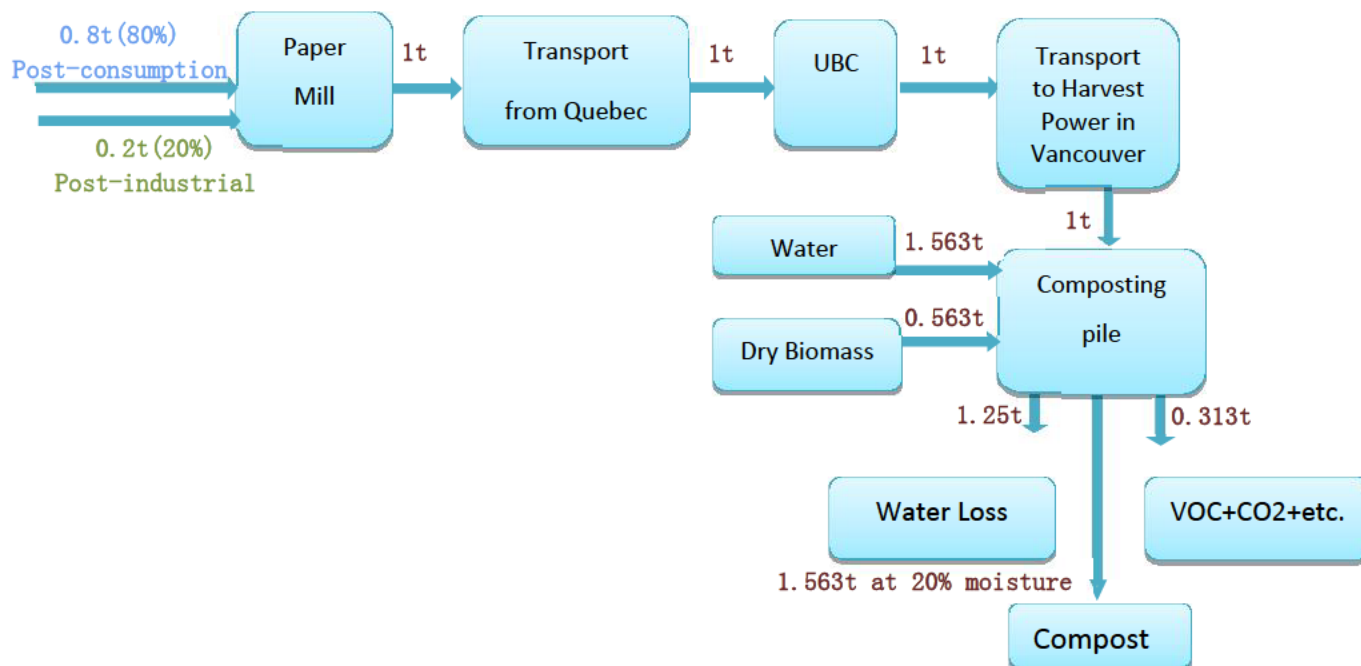 0.8t(80%)
Post-consumption
0.2t(20%)
Post-industrial
Paper
Mill
1t
Transport
from Quebec
1t
UBC
1t
Transport
to Harvest
Power in
Vancouver
1t
Water
1.563t
Dry Biomass
0.563t
Composting
pile
1.25t
0.313t
Water Loss
VOC+CO2+etc.
1.563t at 20% moisture
Compost